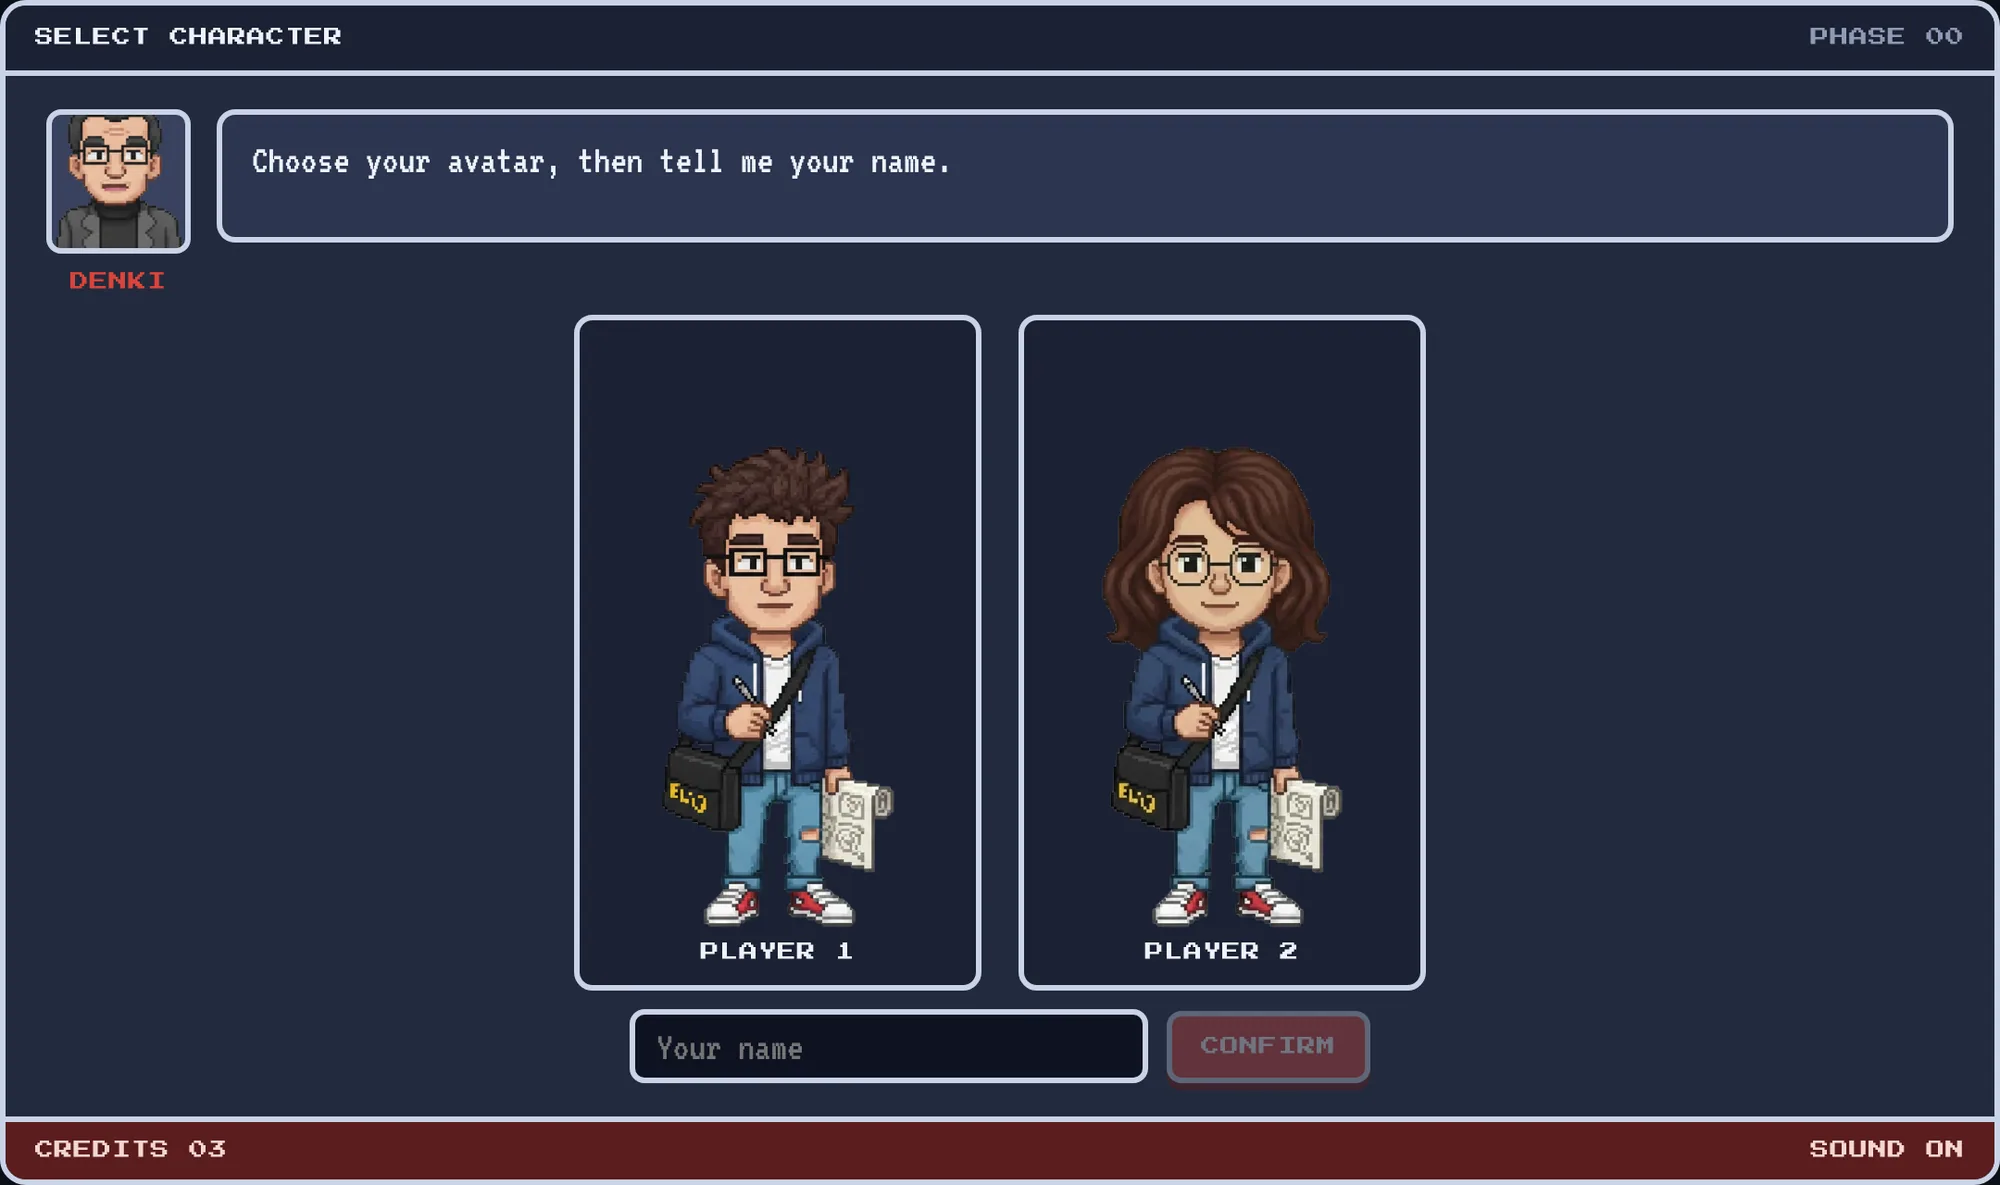 SELECT CHARACTER
PHASE 00
Choose your avatar, then tell me your name.
DENKI
PLAYER 1
PLAYER 2
Your name
CONFIRM
CREDITS 03
SOUND ON